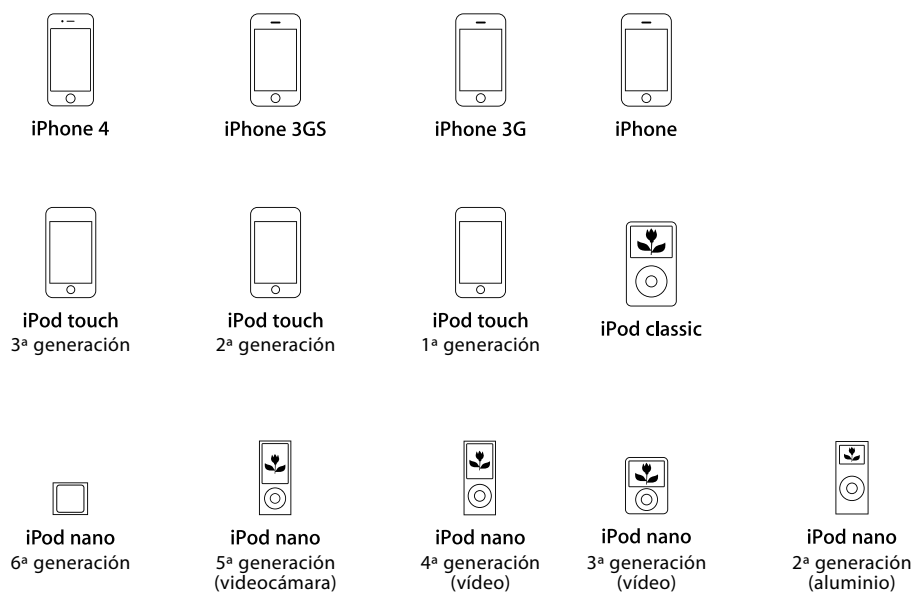 iPhone 4
iPhone 3GS
iPhone 3G
iPhone
iPod touch
3ª generación
iPod touch
2ª generación
iPod touch
1ª generación
iPod classic
iPod nano
6ª generación
iPod nano
5ª generación
(videocámara)
iPod nano
4ª generación
(vídeo)
iPod nano
3ª generación
(vídeo)
iPod nano
2ª generación
(aluminio)